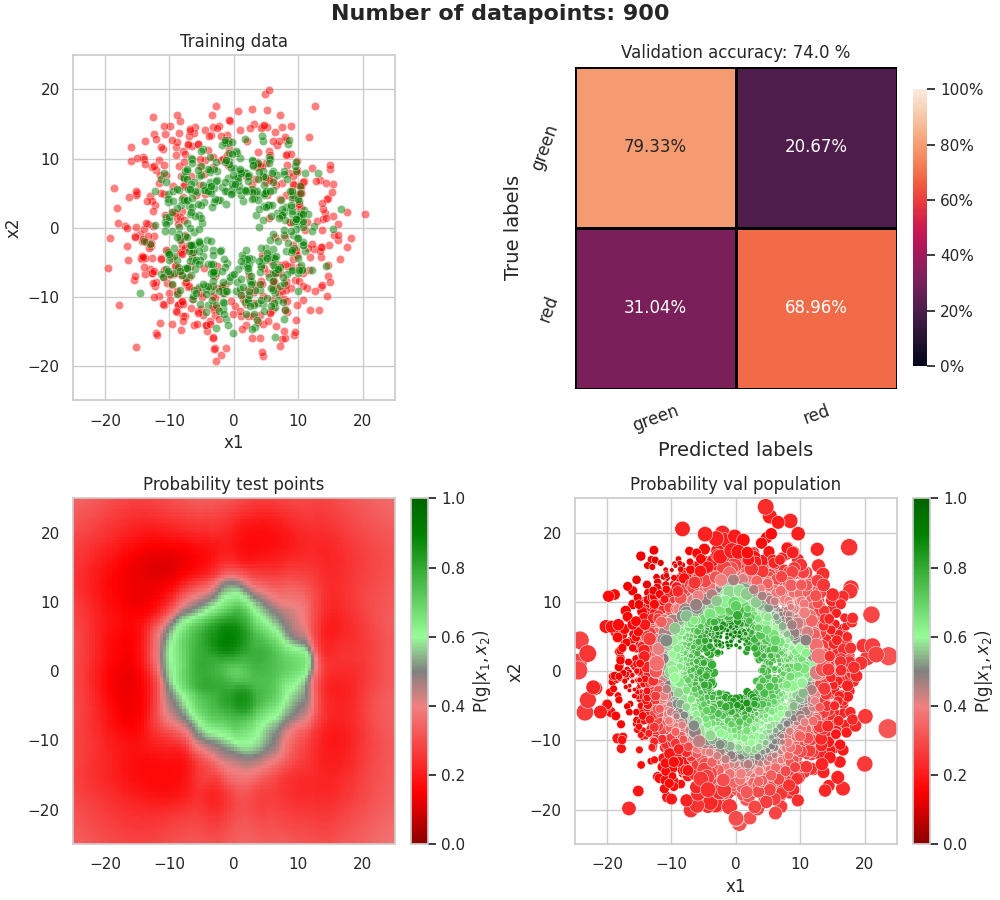 Number of datapoints: 900
Training data
20
10
0
−10
−20
x2
−20 −10 0 10 20
x1
Validation accuracy: 74.0 %
True labels
green
red
79.33% 20.67%
31.04% 68.96%
green red
Predicted labels
100%
80%
60%
40%
20%
0%
Probability test points
20
10
0
−10
−20
−20 −10 0 10 20
1.0
0.8
0.6
0.4
0.2
0.0
P(g|x₁, x₂)
Probability val population
20
10
0
−10
−20
x2
−20 −10 0 10 20
x1
1.0
0.8
0.6
0.4
0.2
0.0
P(g|x₁, x₂)